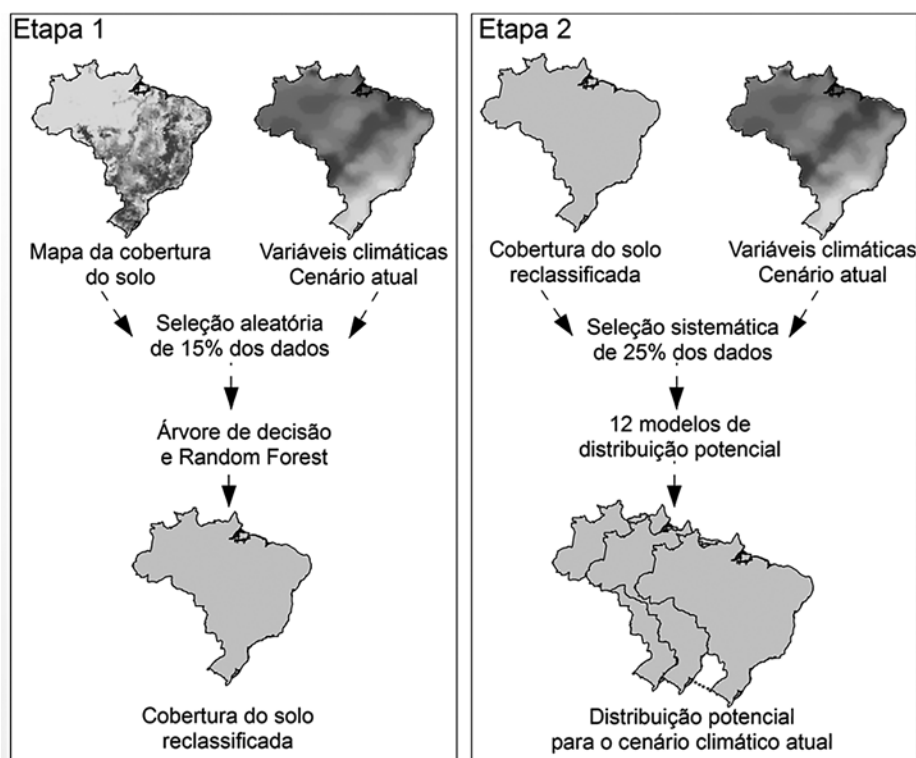 Etapa 1
Mapa da cobertura
do solo
Variáveis climáticas
Cenário atual
Seleção aleatória
de 15% dos dados
Árvore de decisão
e Random Forest
Cobertura do solo
reclassificada
Etapa 2
Cobertura do solo
reclassificada
Variáveis climáticas
Cenário atual
Seleção sistemática
de 25% dos dados
12 modelos de
distribuição potencial
Distribuição potencial
para o cenário climático atual